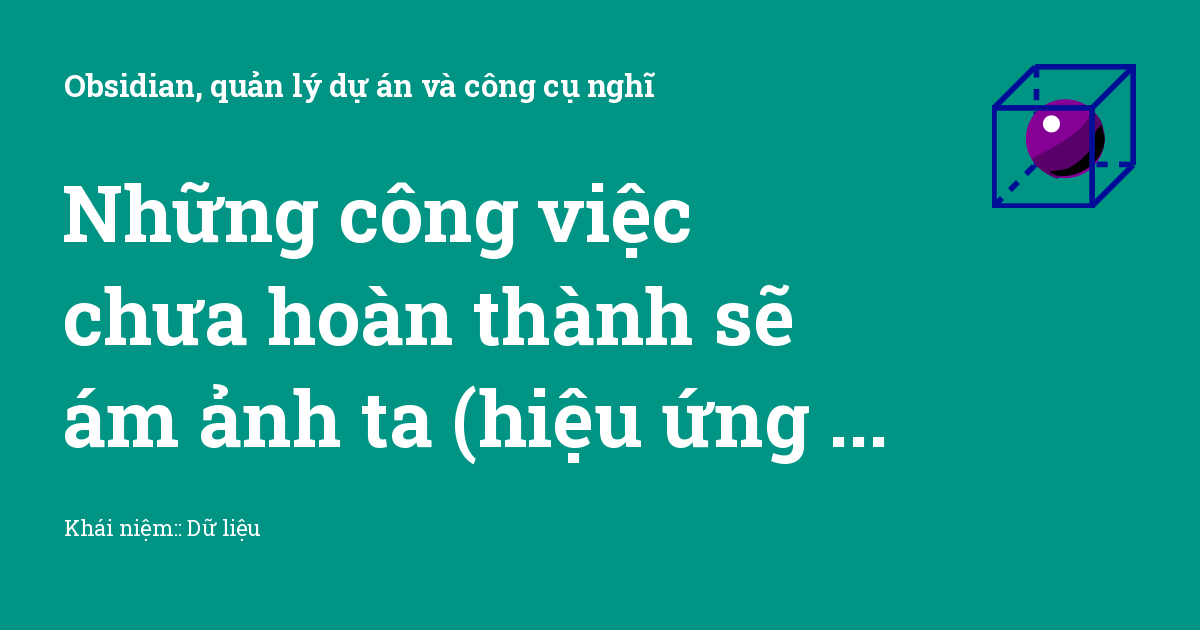 Obsidian, quản lý dự án và công cụ nghĩ
Những công việc
chưa hoàn thành sẽ
ám ảnh ta (hiệu ứng ...
Khái niệm:: Dữ liệu